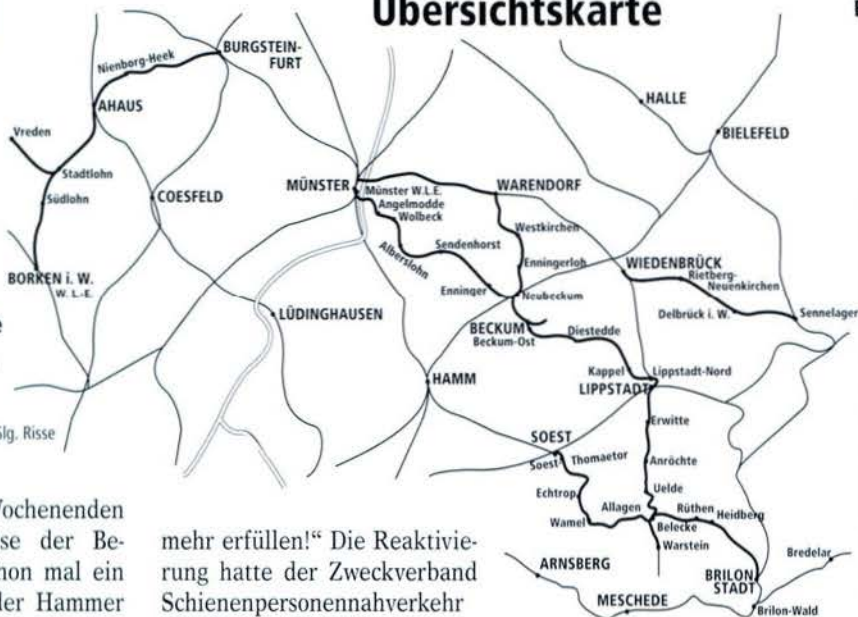 Übersichtskarte
BURGSTEIN-
FURT
Nienborg-Heek
AHAUS
Vreden
Stadtlohn
Südlohn
COESFELD
BORKEN i. W.
W. L.-E.
LÜDINGHAUSEN
MÜNSTER
Münster W.L.E.
Angelmodde
Wolbeck
Albersloh
Sendenhorst
Enninger
WARENDORF
Westkirchen
Enningerloh
Neubeckum
BECKUM
Beckum-Ost
Diestedde
HALLE
BIELEFELD
WIEDENBRÜCK
Rietberg-
Neuenkirchen
Delbrück i. W.
Sennelager
HAMM
Kappel
Lippstadt-Nord
LIPPSTADT
Erwitte
Anröchte
Uelde
SOEST
Soest Thomaetor
Echtrop
Wamel
Allagen
Belecke
Rüthen
Heidberg
Warstein
ARNSBERG
MESCHEDE
BRILON
STADT
Bredelar
Brilon-Wald
Slg. Risse
Wochenenden
se der Be-
hon mal ein
der Hammer
mehr erfüllen!“ Die Reaktivie-
rung hatte der Zweckverband
Schienenpersonennahverkehr